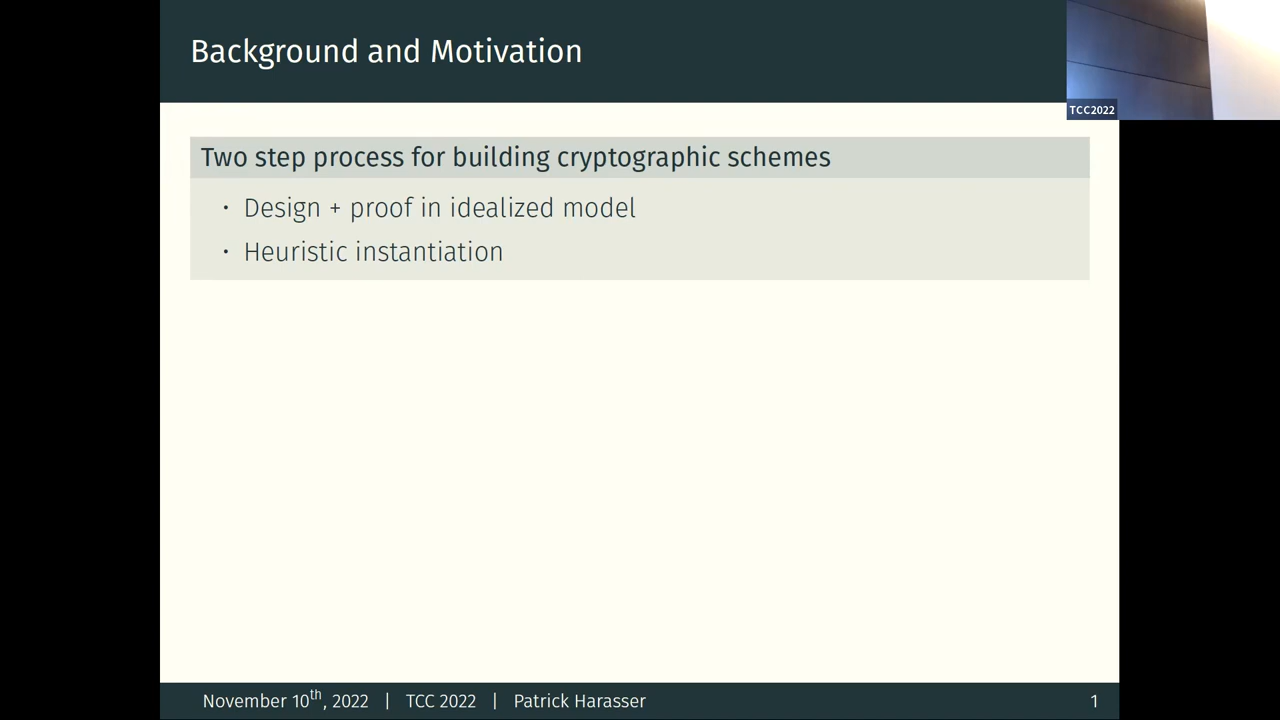 Background and Motivation
TCC2022
Two step process for building cryptographic schemes
• Design + proof in idealized model
• Heuristic instantiation
November 10th, 2022 | TCC 2022 | Patrick Harasser 1